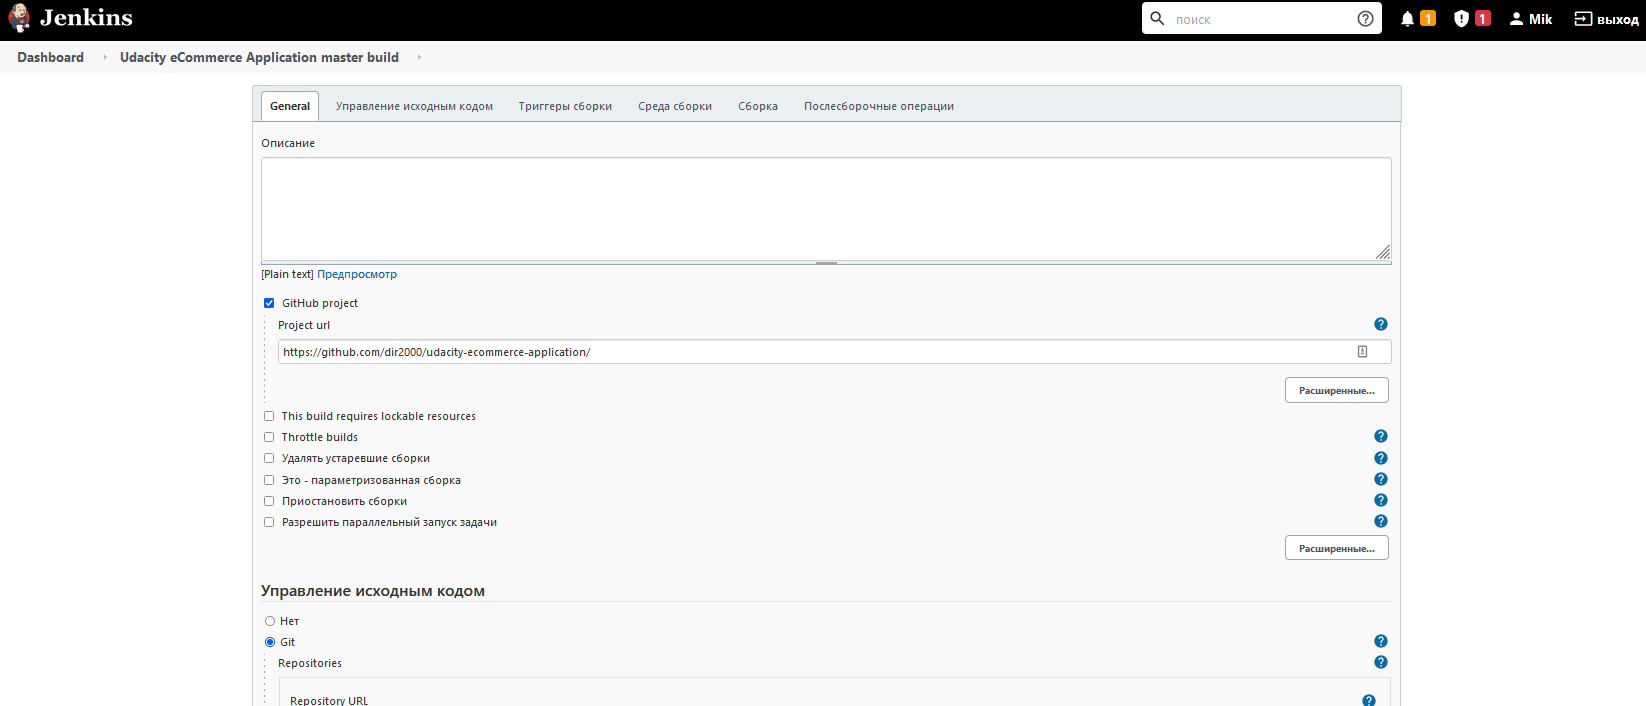 Jenkins
поиск
1
1
Mik
выход
Dashboard
Udacity eCommerce Application master build
General
Управление исходным кодом
Триггеры сборки
Среда сборки
Сборка
Послесборочные операции
Описание
[Plain text] Предпросмотр
GitHub project
Project url
https://github.com/dir2000/udacity-ecommerce-application/
Расширенные...
This build requires lockable resources
Throttle builds
Удалять устаревшие сборки
Это - параметризованная сборка
Приостановить сборки
Разрешить параллельный запуск задачи
Расширенные...
Управление исходным кодом
Нет
Git
Repositories
Repository URL